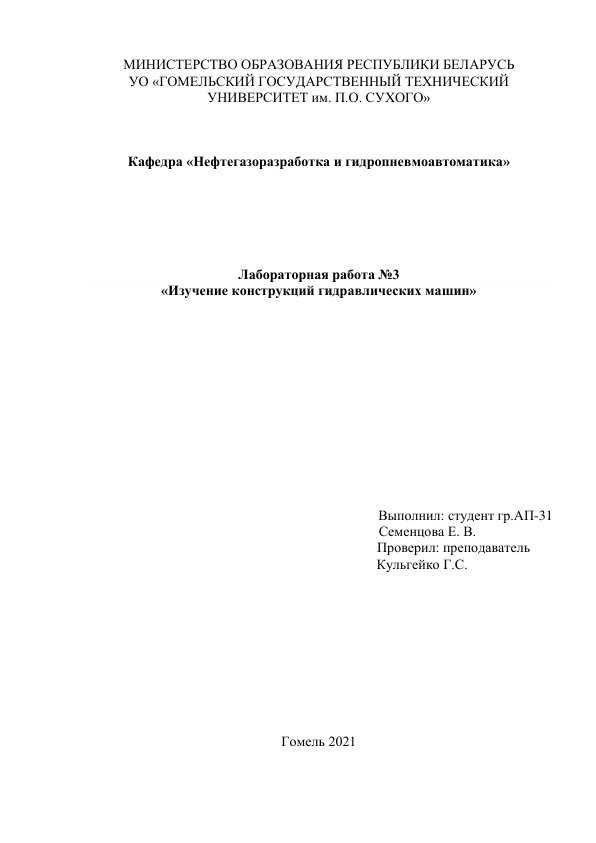 МИНИСТЕРСТВО ОБРАЗОВАНИЯ РЕСПУБЛИКИ БЕЛАРУСЬ
УО «ГОМЕЛЬСКИЙ ГОСУДАРСТВЕННЫЙ ТЕХНИЧЕСКИЙ
УНИВЕРСИТЕТ им. П.О. СУХОГО»
Кафедра «Нефтегазоразработка и гидропневмоавтоматика»
Лабораторная работа №3
«Изучение конструкций гидравлических машин»
Выполнил: студент гр.АП-31
Семенцова Е. В.
Проверил: преподаватель
Кульгейко Г.С.
Гомель 2021